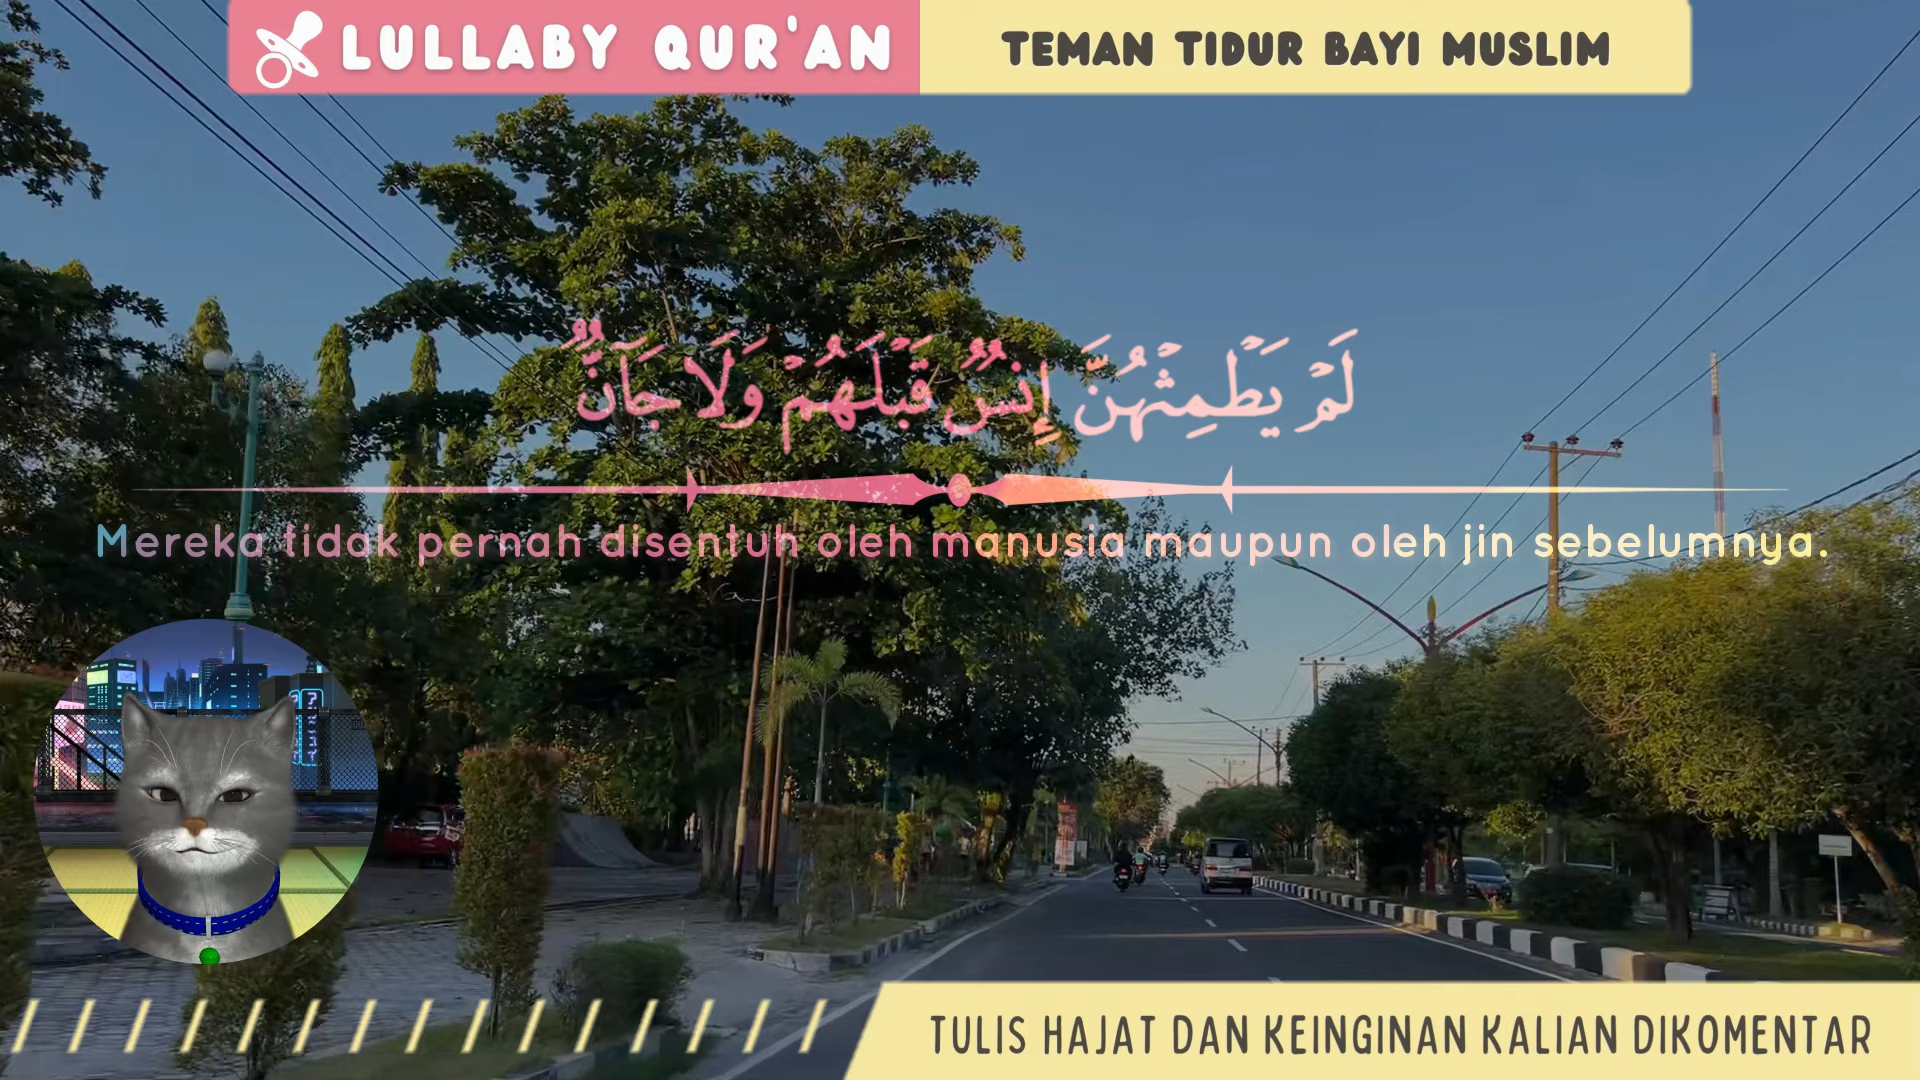 LULLABY QUR'AN
TEMAN TIDUR BAYI MUSLIM
لَمْ يَطْمِثْهُنَّ إِنسٌ قَبْلَهُمْ وَلَا جَآنٌّ
Mereka tidak pernah disentuh oleh manusia maupun oleh jin sebelumnya.
TULIS HAJAT DAN KEINGINAN KALIAN DIKOMENTAR